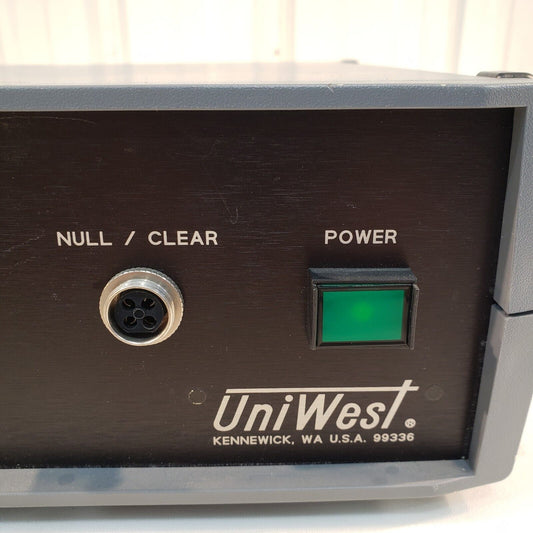 NULL / CLEAR
POWER
UniWest®
KENNEWICK, WA U.S.A. 99336